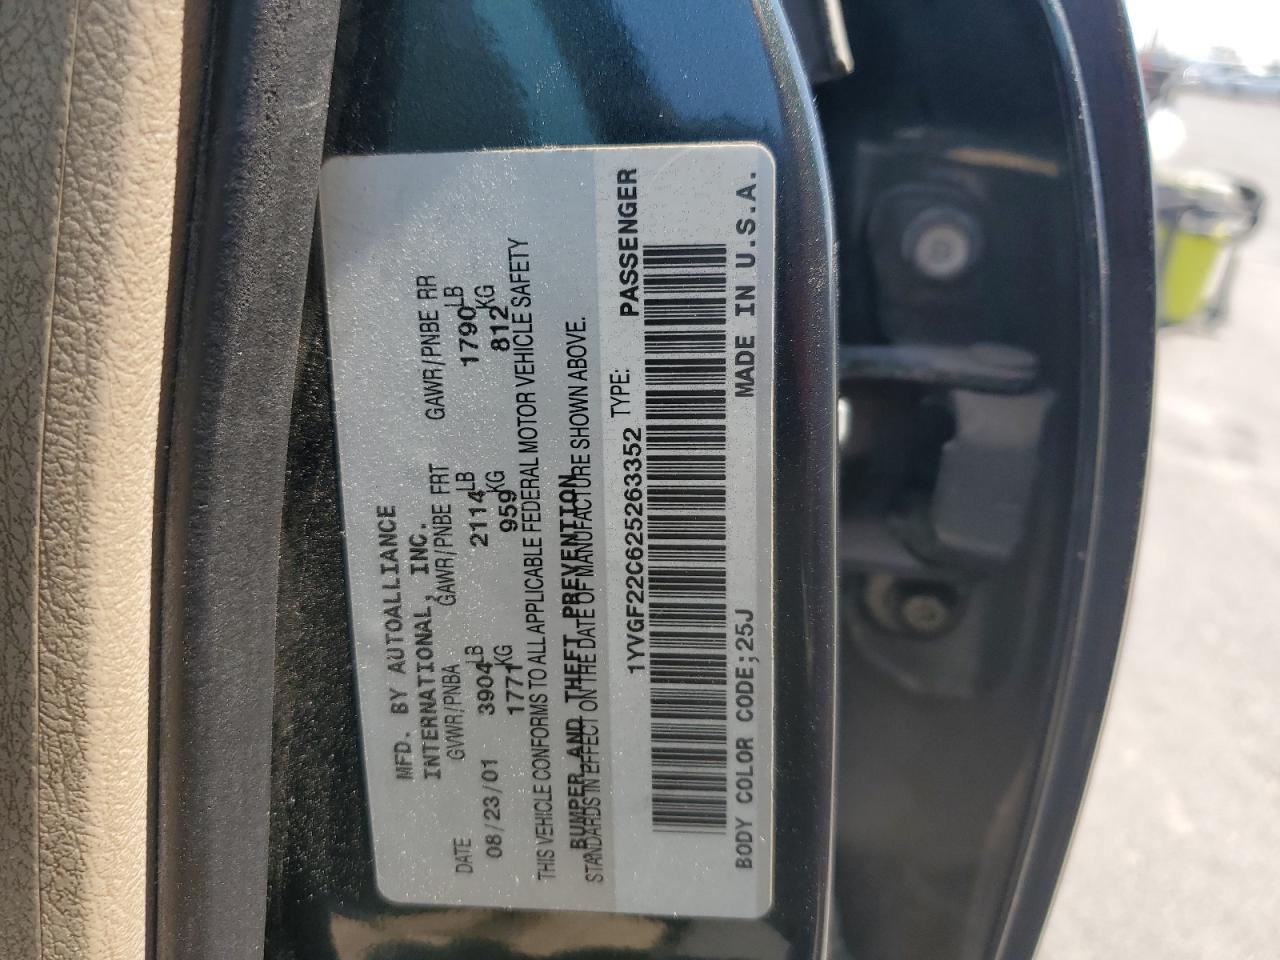 MFD. BY AUTOALLIANCE
INTERNATIONAL, INC.
DATE GVWR/PNBA GAWR/PNBE FRT GAWR/PNBE RR
08/23/01 3904LB 2114LB 1790LB
1771KG 959KG 812KG
THIS VEHICLE CONFORMS TO ALL APPLICABLE FEDERAL MOTOR VEHICLE SAFETY
BUMPER AND THEFT PREVENTION
STANDARDS IN EFFECT ON THE DATE OF MANUFACTURE SHOWN ABOVE.
1YVGF22C625263352 TYPE: PASSENGER
BODY COLOR CODE;25J MADE IN U.S.A.